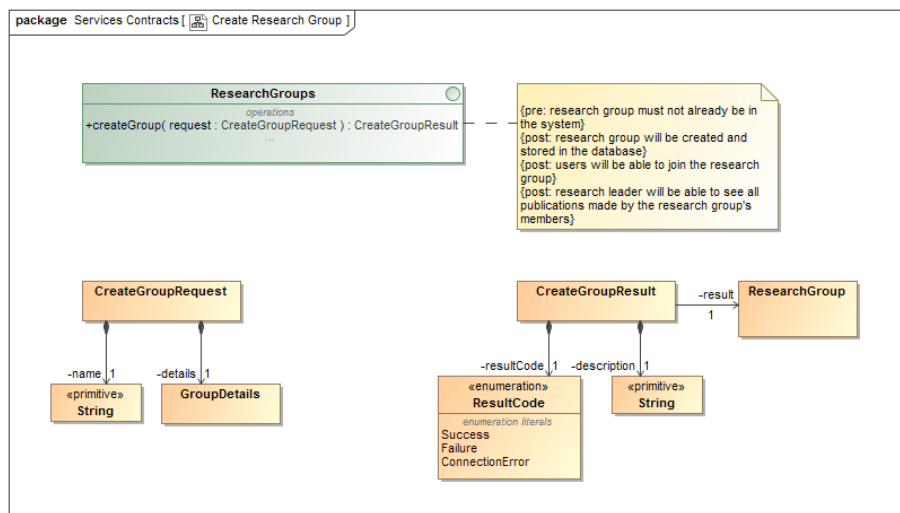 package Services Contracts [ Create Research Group ]
ResearchGroups
operations
+createGroup( request : CreateGroupRequest ) : CreateGroupResult
...
{pre: research group must not already be in
the system}
{post: research group will be created and
stored in the database}
{post: users will be able to join the research
group}
{post: research leader will be able to see all
publications made by the research group's
members}
CreateGroupRequest
CreateGroupResult
-result
1
ResearchGroup
-name 1
-details 1
-resultCode 1
-description 1
«primitive»
String
GroupDetails
«enumeration»
ResultCode
enumeration literals
Success
Failure
ConnectionError
«primitive»
String